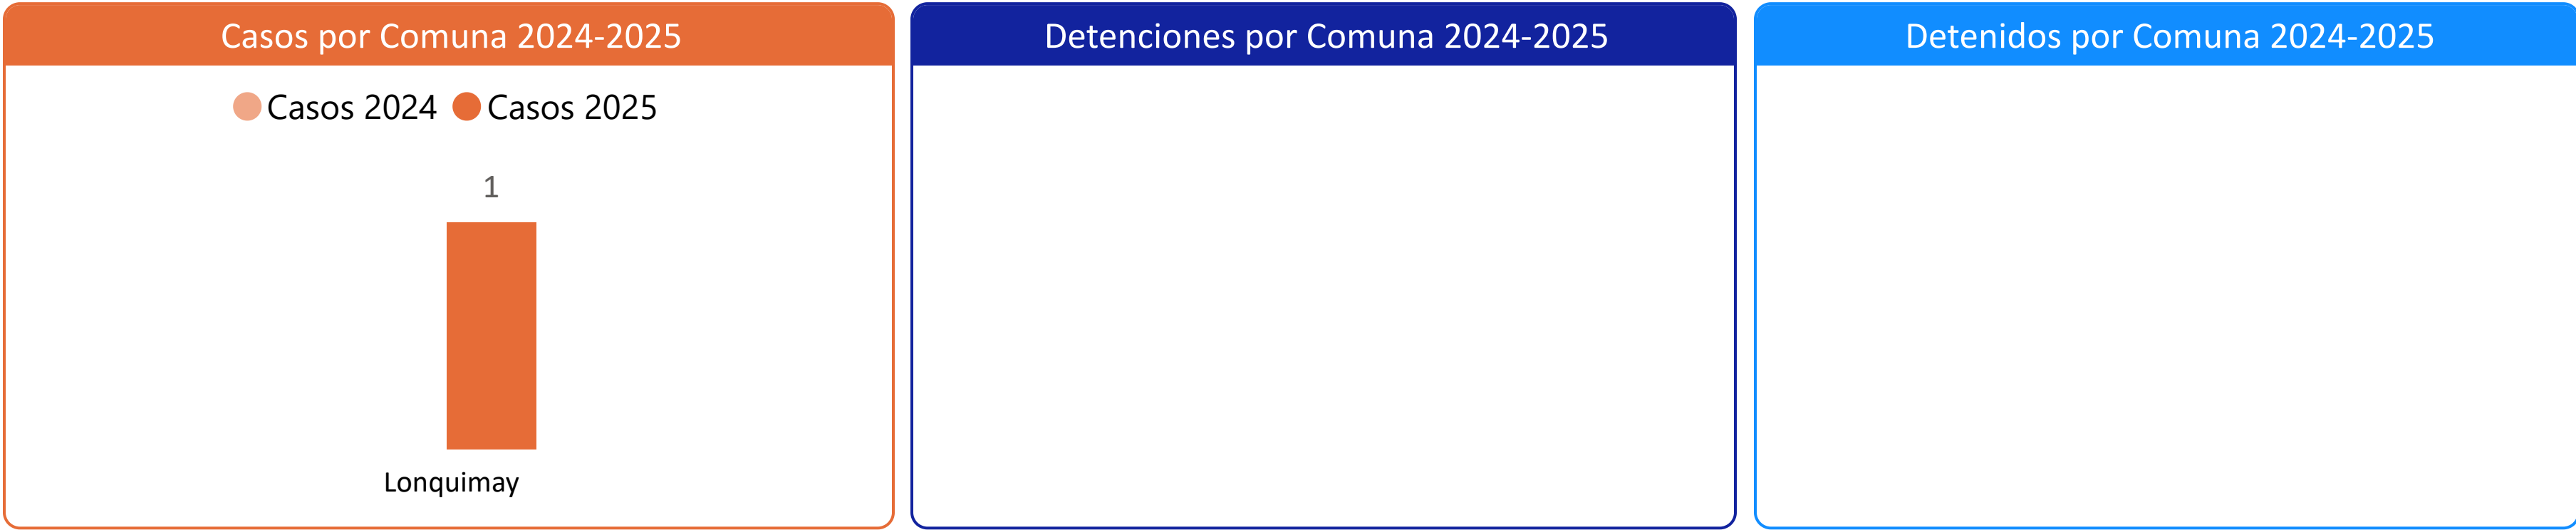 Casos por Comuna 2024-2025
Casos 2024 Casos 2025
1
Lonquimay
Detenciones por Comuna 2024-2025
Detenidos por Comuna 2024-2025